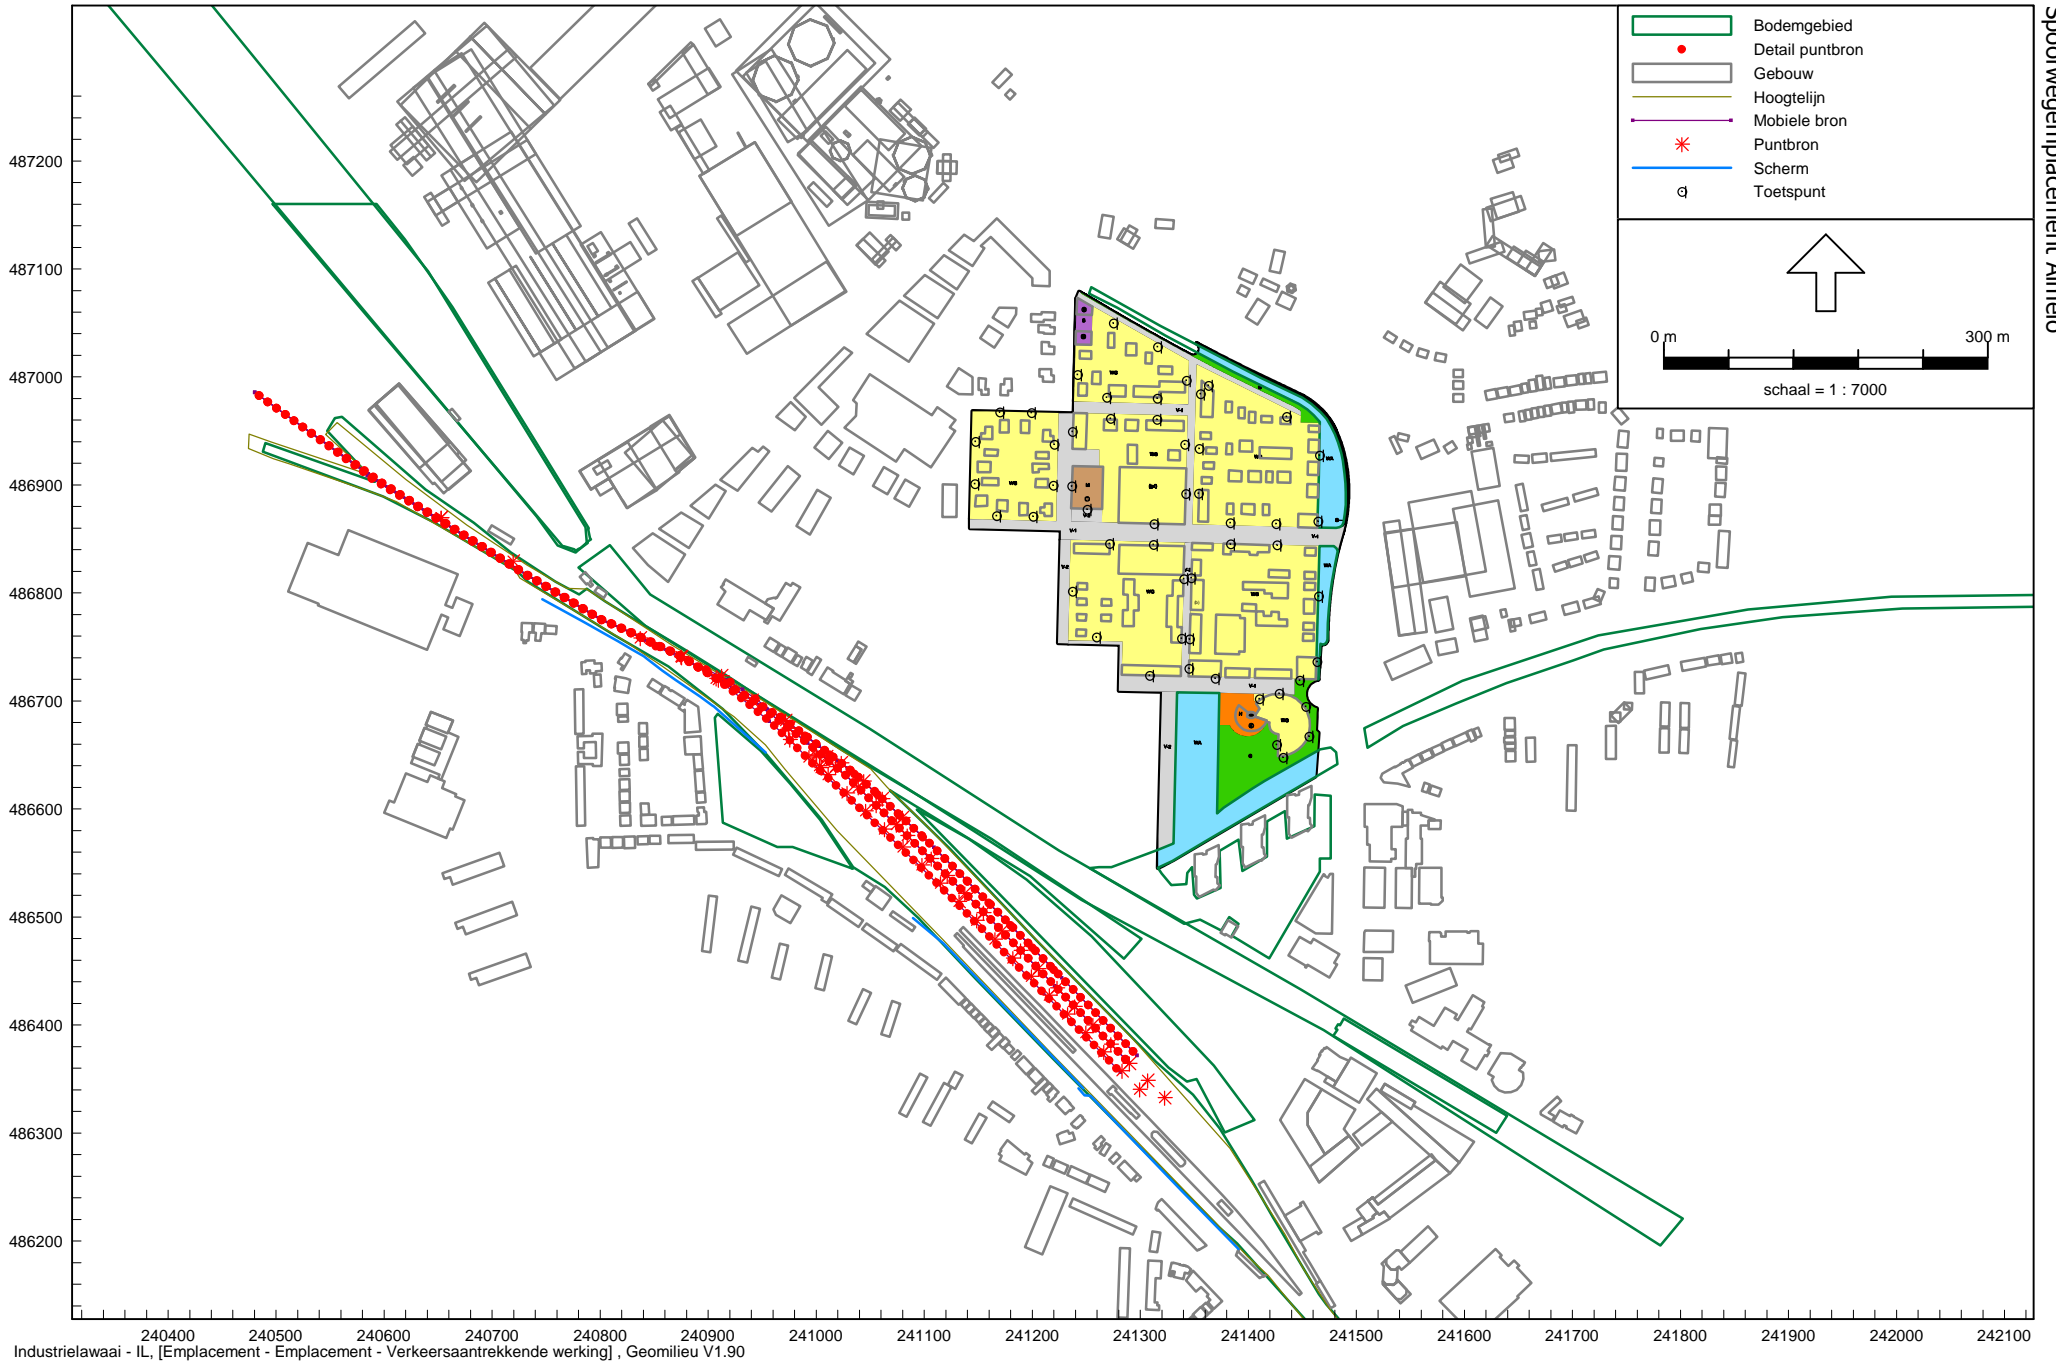 Bodemgebied
Detail puntbron
Gebouw
Hoogtelijn
Mobiele bron
Puntbron
Scherm
Toetspunt
0 m
300 m
schaal = 1 : 7000
Spoorwegemplacement Almelo
487200
487100
487000
486900
486800
486700
486600
486500
486400
486300
486200
240400 240500 240600 240700 240800 240900 241000 241100 241200 241300 241400 241500 241600 241700 241800 241900 242000 242100
Industrielawaai - IL, [Emplacement - Emplacement - Verkeersaantrekkende werking] , Geomilieu V1.90